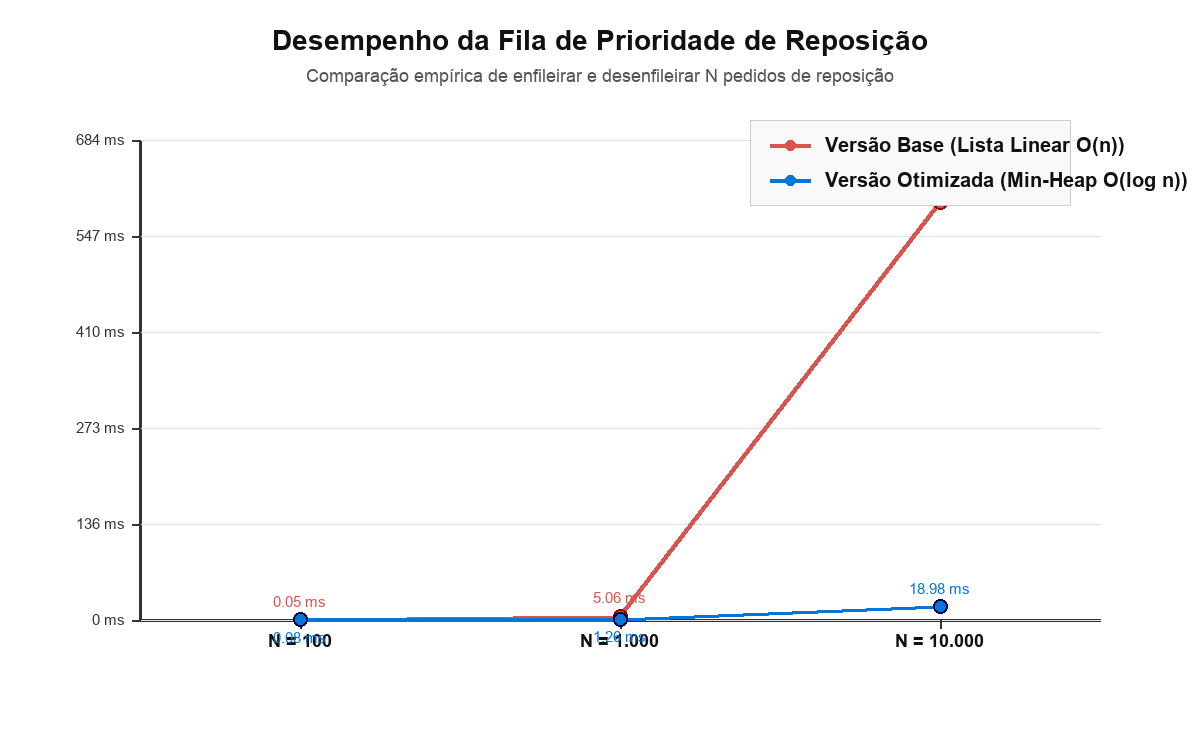 Desempenho da Fila de Prioridade de Reposição
Comparação empírica de enfileirar e desenfileirar N pedidos de reposição
684 ms
547 ms
410 ms
273 ms
136 ms
0 ms
Versão Base (Lista Linear O(n))
Versão Otimizada (Min-Heap O(log n))
0.05 ms
5.06 ms
18.98 ms
N = 100
N = 1.000
N = 10.000